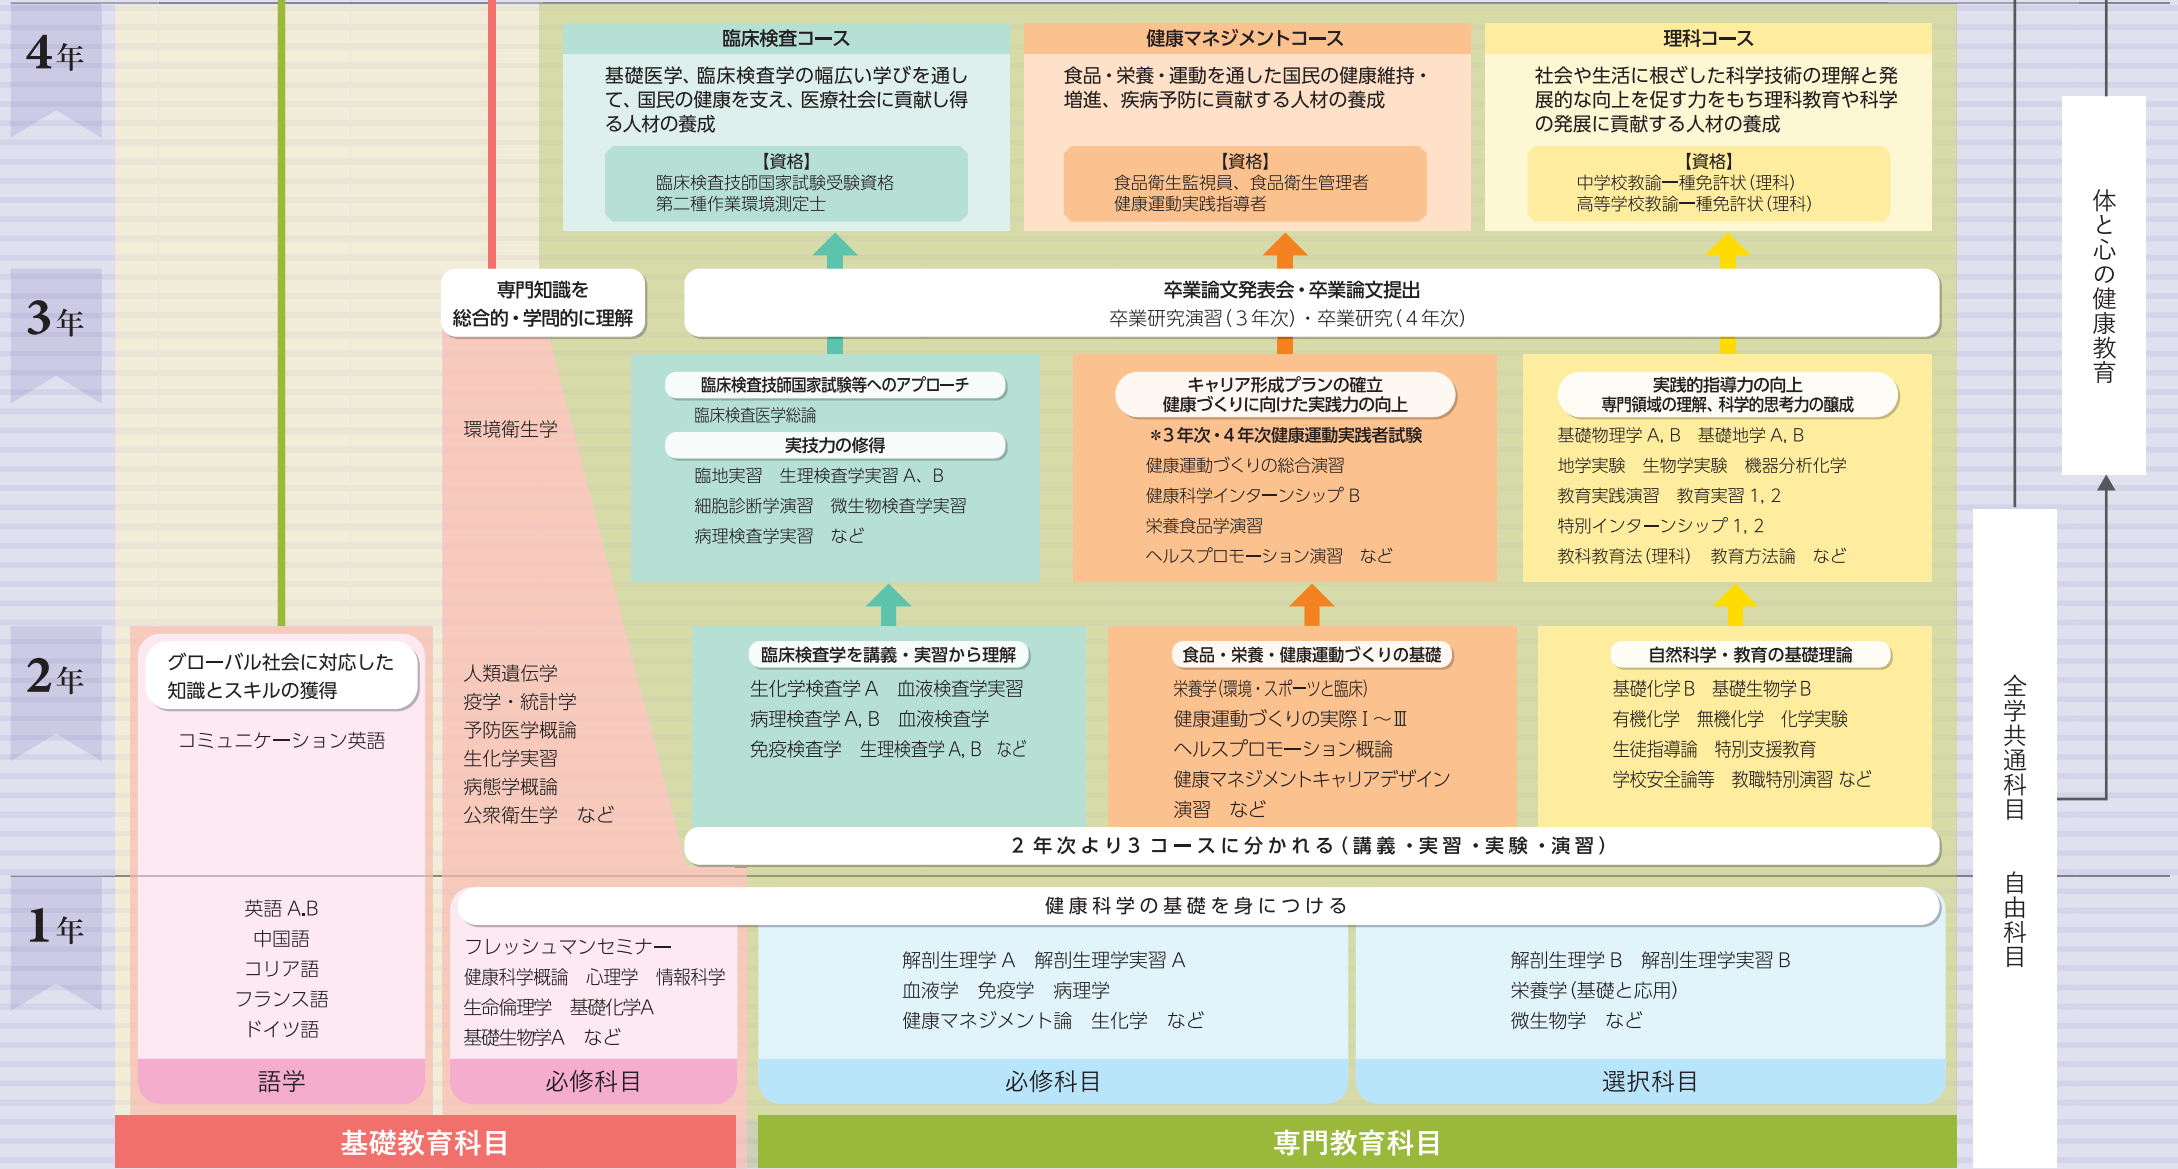 4年
臨床検査コース
基礎医学、臨床検査学の幅広い学びを通し
て、国民の健康を支え、医療社会に貢献し得
る人材の養成
【資格】
臨床検査技師国家試験受験資格
第二種作業環境測定士
健康マネジメントコース
食品・栄養・運動を通した国民の健康維持・
増進、疾病予防に貢献する人材の養成
【資格】
食品衛生監視員、食品衛生管理者
健康運動実践指導者
理科コース
社会や生活に根ざした科学技術の理解と発
展的な向上を促す力をもち理科教育や科学
の発展に貢献する人材の養成
【資格】
中学校教諭一種免許状(理科)
高等学校教諭一種免許状(理科)
3年
専門知識を
総合的・学問的に理解
卒業論文発表会・卒業論文提出
卒業研究演習(3年次)・卒業研究(4年次)
環境衛生学
臨床検査技師国家試験等へのアプローチ
臨床検査医学総論
実技力の修得
臨地実習 生理検査学実習 A、B
細胞診断学演習 微生物検査学実習
病理検査学実習 など
キャリア形成プランの確立
健康づくりに向けた実践力の向上
＊3年次・4年次健康運動実践者試験
健康運動づくりの総合演習
健康科学インターンシップ B
栄養食品学演習
ヘルスプロモーション演習 など
実践的指導力の向上
専門領域の理解、科学的思考力の醸成
基礎物理学 A, B 基礎地学 A, B
地学実験 生物学実験 機器分析化学
教育実践演習 教育実習 1, 2
特別インターンシップ 1, 2
教科教育法(理科) 教育方法論 など
2年
グローバル社会に対応した
知識とスキルの獲得
コミュニケーション英語
人類遺伝学
疫学・統計学
予防医学概論
生化学実習
病態学概論
公衆衛生学 など
臨床検査学を講義・実習から理解
生化学検査学 A 血液検査学実習
病理検査学 A, B 血液検査学
免疫検査学 生理検査学 A, B など
食品・栄養・健康運動づくりの基礎
栄養学(環境・スポーツと臨床)
健康運動づくりの実際Ⅰ～Ⅲ
ヘルスプロモーション概論
健康マネジメントキャリアデザイン
演習 など
自然科学・教育の基礎理論
基礎化学 B 基礎生物学 B
有機化学 無機化学 化学実験
生徒指導論 特別支援教育
学校安全論等 教職特別演習 など
2年次より3コースに分かれる(講義・実習・実験・演習)
1年
健康科学の基礎を身につける
英語 A.B
中国語
コリア語
フランス語
ドイツ語
語学
フレッシュマンセミナー
健康科学概論 心理学 情報科学
生命倫理学 基礎化学A
基礎生物学A など
必修科目
解剖生理学 A 解剖生理学実習 A
血液学 免疫学 病理学
健康マネジメント論 生化学 など
必修科目
解剖生理学 B 解剖生理学実習 B
栄養学(基礎と応用)
微生物学 など
選択科目
基礎教育科目
専門教育科目
全学共通科目 自由科目
体と心の健康教育